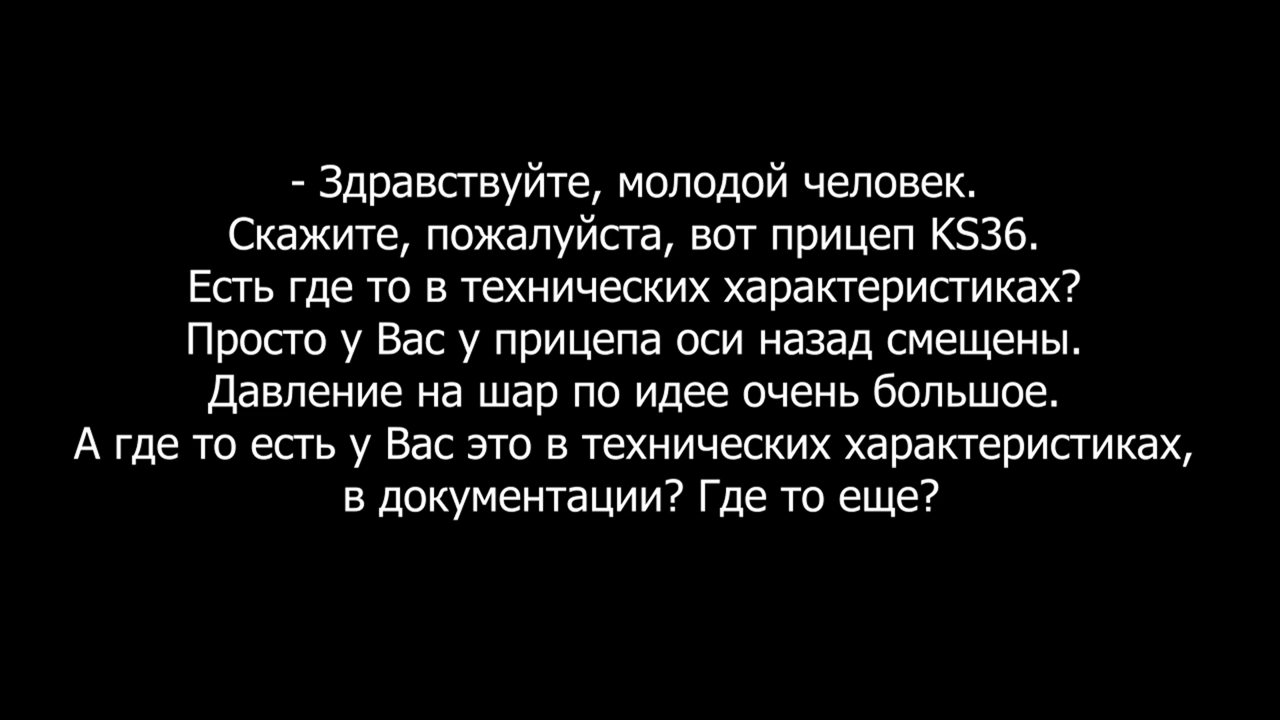 - Здравствуйте, молодой человек.
Скажите, пожалуйста, вот прицеп KS36.
Есть где то в технических характеристиках?
Просто у Вас у прицепа оси назад смещены.
Давление на шар по идее очень большое.
А где то есть у Вас это в технических характеристиках,
в документации? Где то еще?